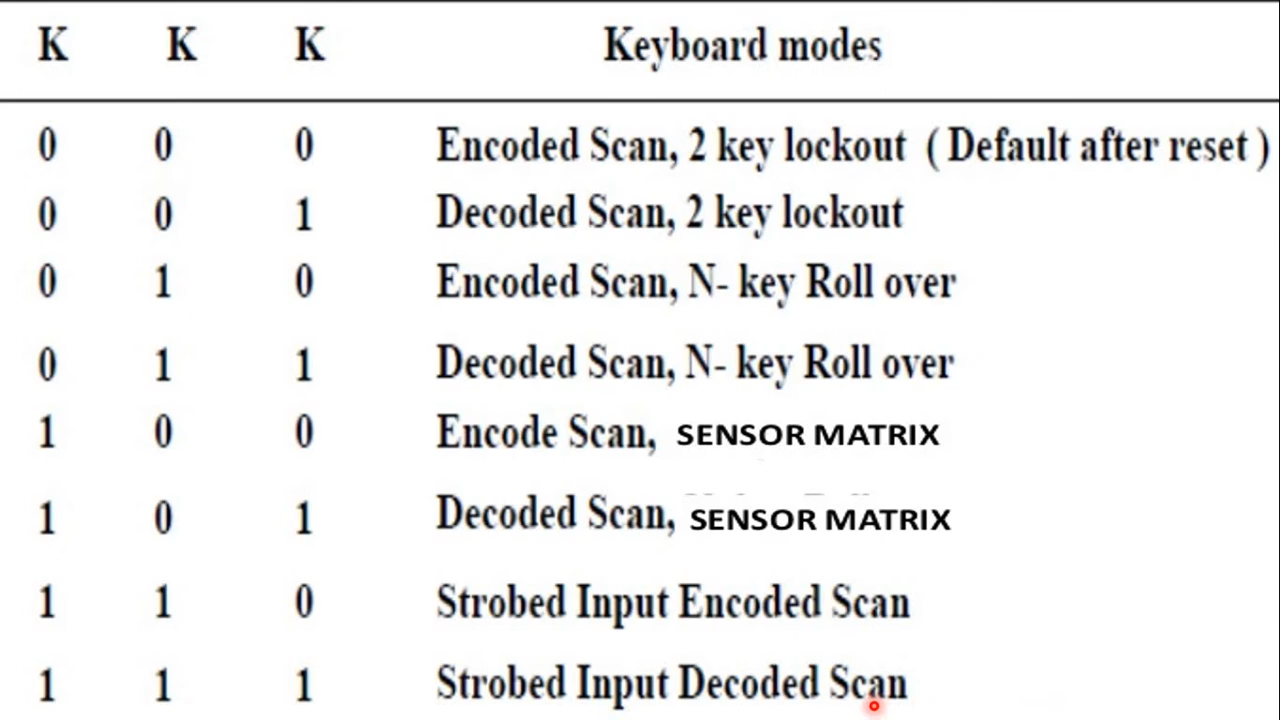 K K K Keyboard modes
0 0 0 Encoded Scan, 2 key lockout ( Default after reset )
0 0 1 Decoded Scan, 2 key lockout
0 1 0 Encoded Scan, N- key Roll over
0 1 1 Decoded Scan, N- key Roll over
1 0 0 Encode Scan, SENSOR MATRIX
1 0 1 Decoded Scan, SENSOR MATRIX
1 1 0 Strobed Input Encoded Scan
1 1 1 Strobed Input Decoded Scan